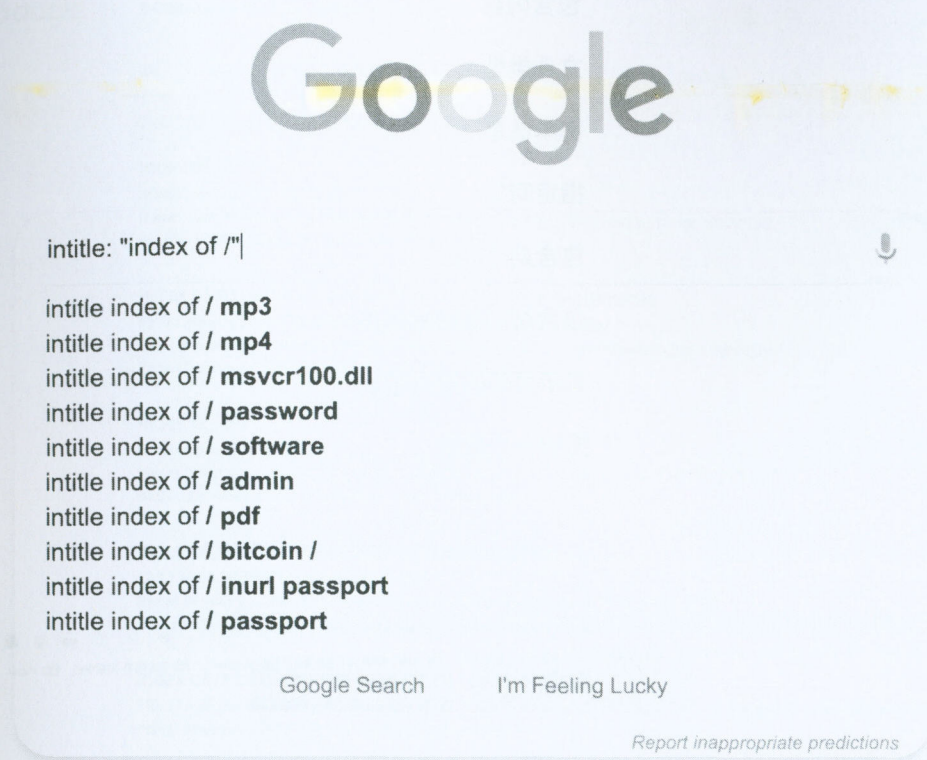 Google
intitle: "index of /"
intitle index of / mp3
intitle index of / mp4
intitle index of / msvcr100.dll
intitle index of / password
intitle index of / software
intitle index of / admin
intitle index of / pdf
intitle index of / bitcoin /
intitle index of / inurl passport
intitle index of / passport
Google Search I'm Feeling Lucky
Report inappropriate predictions